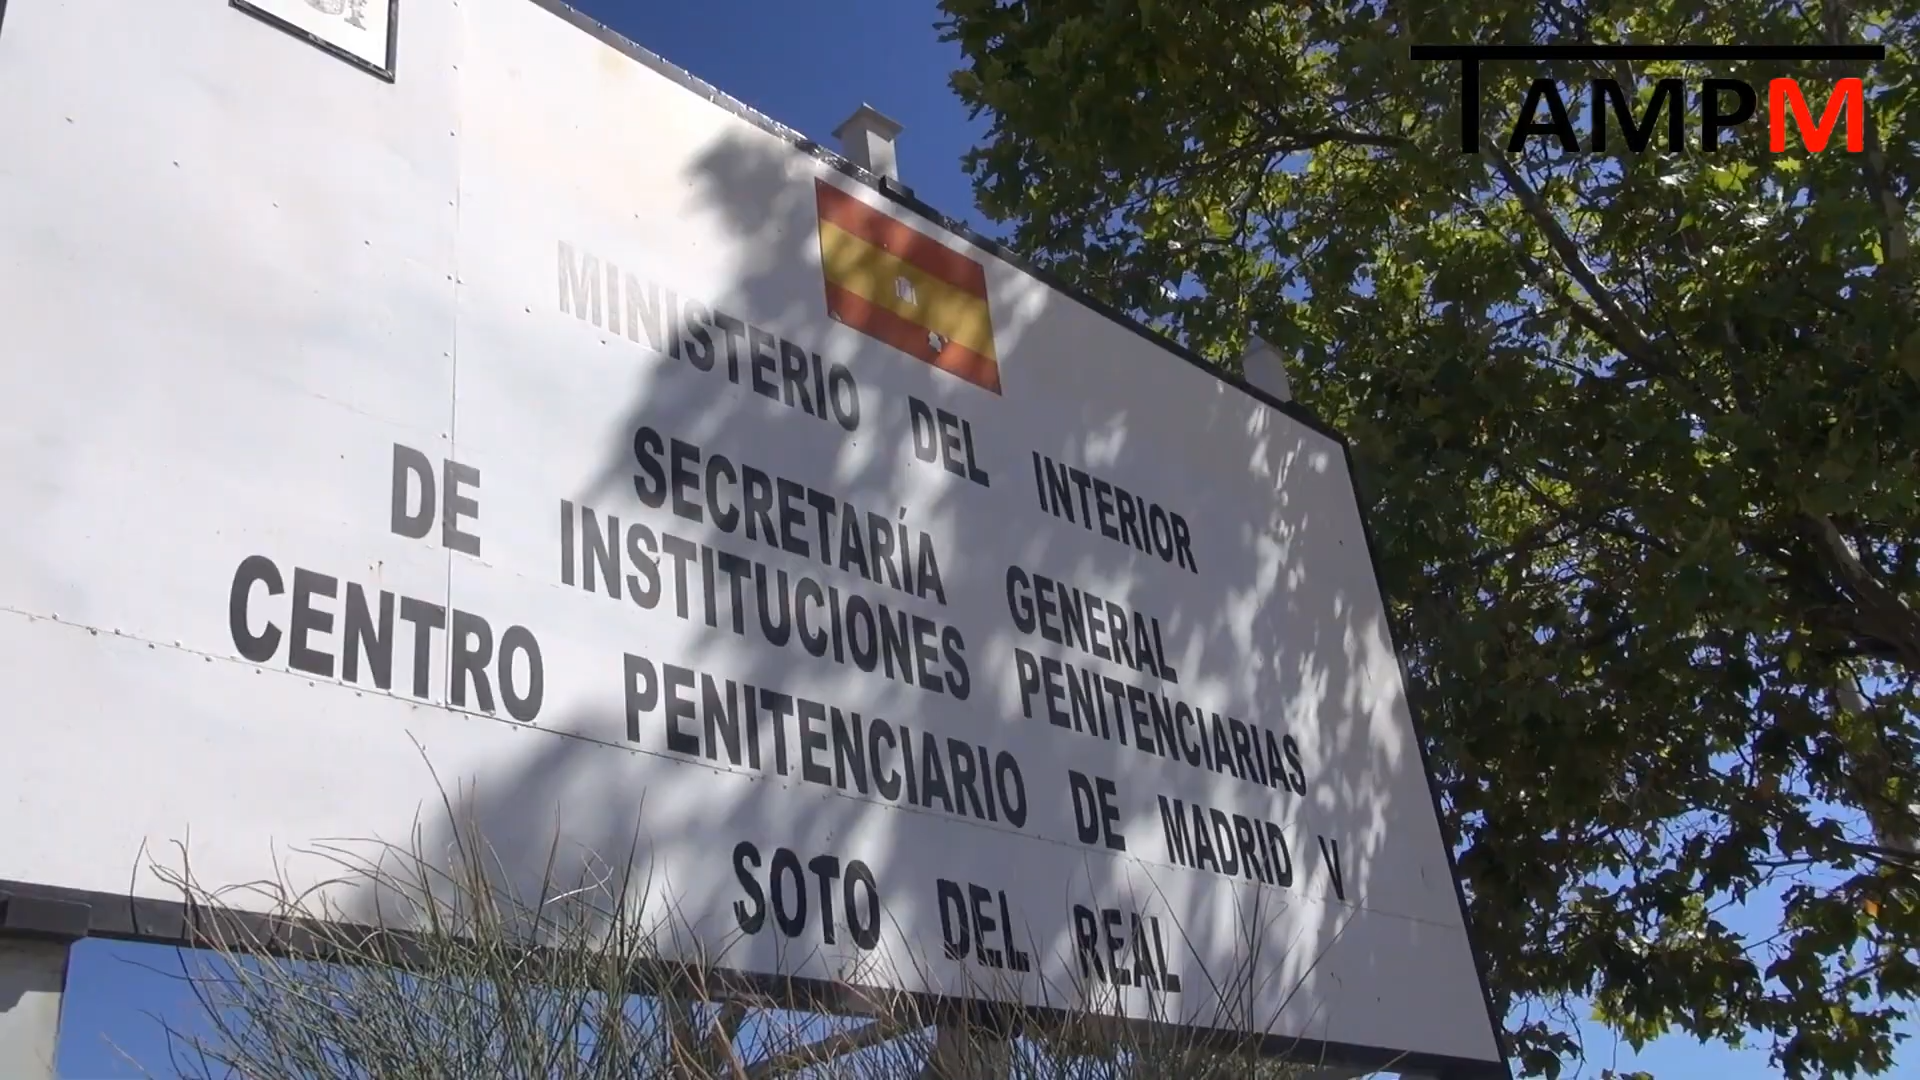 TAMPM
MINISTERIO DEL INTERIOR
SECRETARÍA GENERAL
DE INSTITUCIONES PENITENCIARIAS
CENTRO PENITENCIARIO DE MADRID V
SOTO DEL REAL